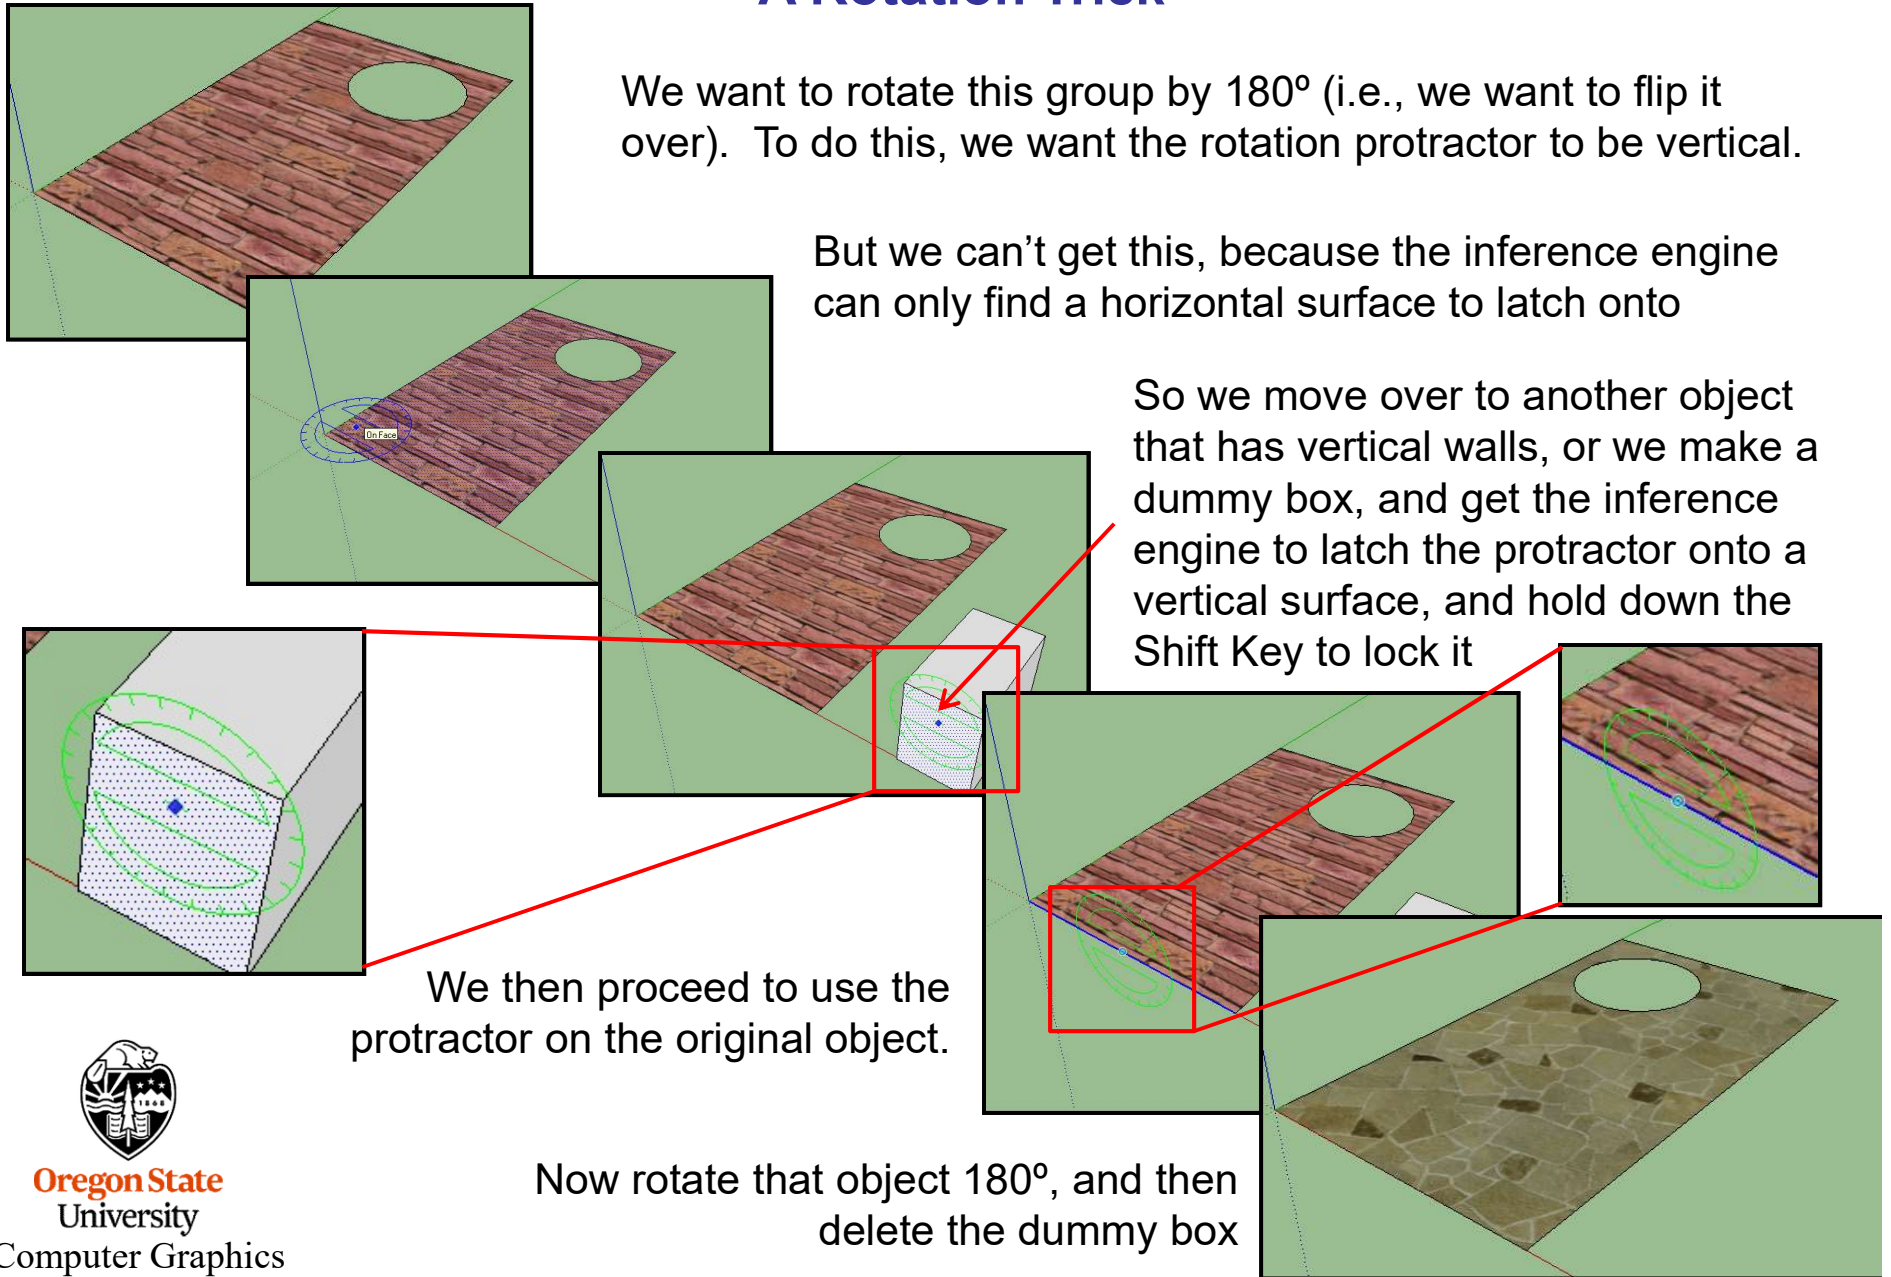 A Rotation Trick
We want to rotate this group by 180º (i.e., we want to flip it
over).  To do this, we want the rotation protractor to be vertical.
But we can’t get this, because the inference engine
can only find a horizontal surface to latch onto
On Face
So we move over to another object
that has vertical walls, or we make a
dummy box, and get the inference
engine to latch the protractor onto a
vertical surface, and hold down the
Shift Key to lock it
We then proceed to use the
protractor on the original object.
Now rotate that object 180º, and then
delete the dummy box
1868
Oregon State
University
Computer Graphics